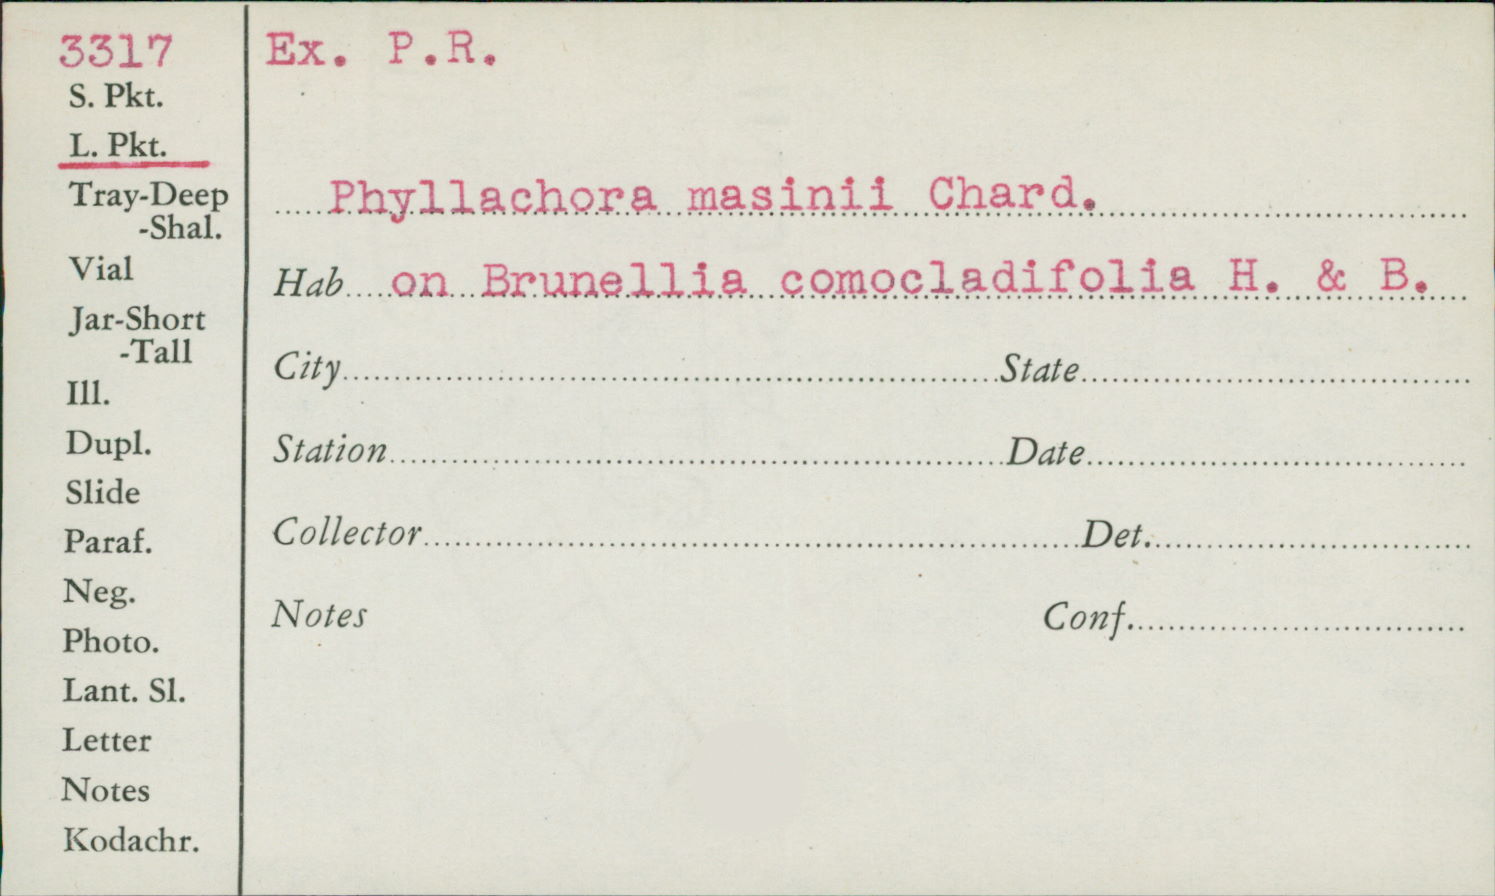 3317
S. Pkt.
L. Pkt.
Tray-Deep
-Shal.
Vial
Jar-Short
-Tall
Ill.
Dupl.
Slide
Paraf.
Neg.
Photo.
Lant. Sl.
Letter
Notes
Kodachr.
Ex. P.R.
Phyllachora masinii Chard.
Hab on Brunellia comocladifolia H. & B.
City State
Station Date
Collector Det.
Notes Conf.